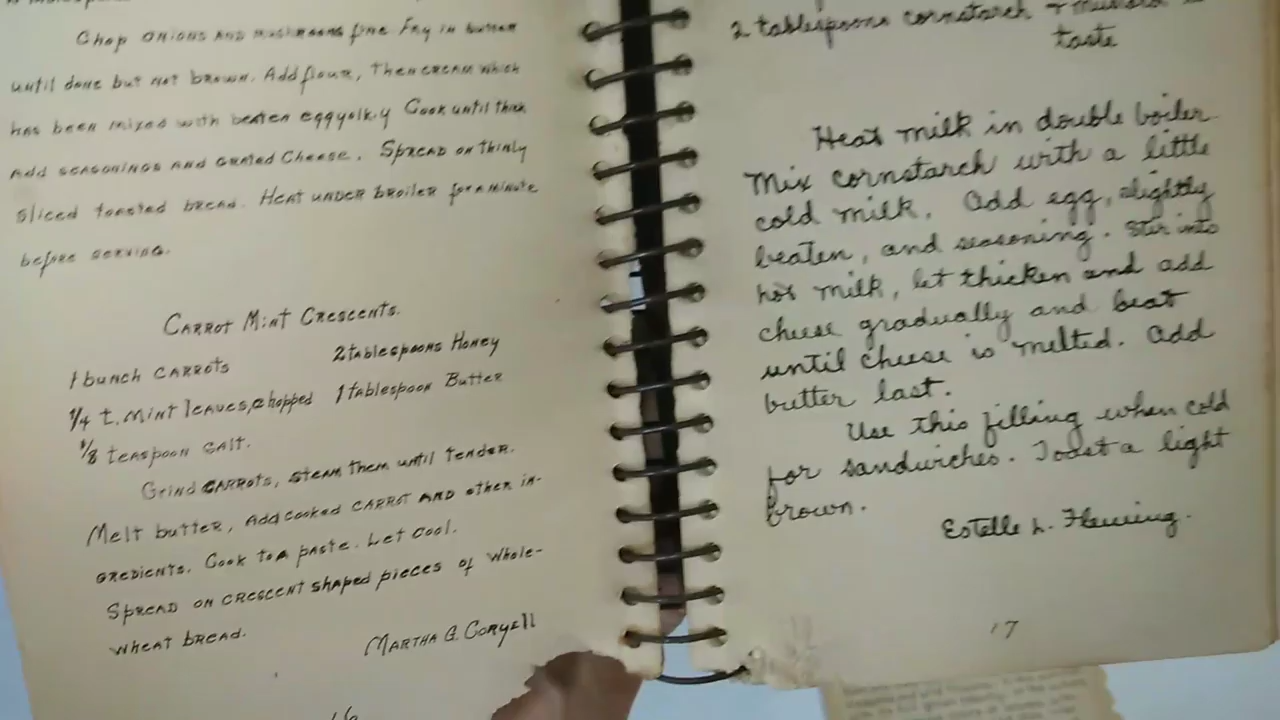 Chop onions and mushrooms fine Fry in butter
until done but not brown. Add flour, then cream which
has been mixed with beaten egg yolky Cook until thick
Add seasonings and grated cheese. Spread on thinly
sliced toasted bread. Heat under broiler for a minute
before serving.
Carrot Mint Crescents.
1 bunch carrots 2 tablespoons Honey
1/4 t. Mint leaves, chopped 1 tablespoon Butter
1/8 teaspoon salt.
Grind carrots, steam them until tender.
Melt butter, add cooked carrot and other in-
gredients. Cook to a paste. Let cool.
Spread on crescent shaped pieces of whole-
wheat bread.
Martha G. Coryell
16
2 tablespoons cornstarch + mustard to
taste
Heat milk in double boiler
Mix cornstarch with a little
cold milk. Add egg, slightly
beaten, and seasoning. Stir into
hot milk, let thicken and add
cheese gradually and beat
until cheese is melted. Add
butter last.
Use this filling when cold
for sandwiches. Toast a light
brown.
Estelle L. Fleming.
17